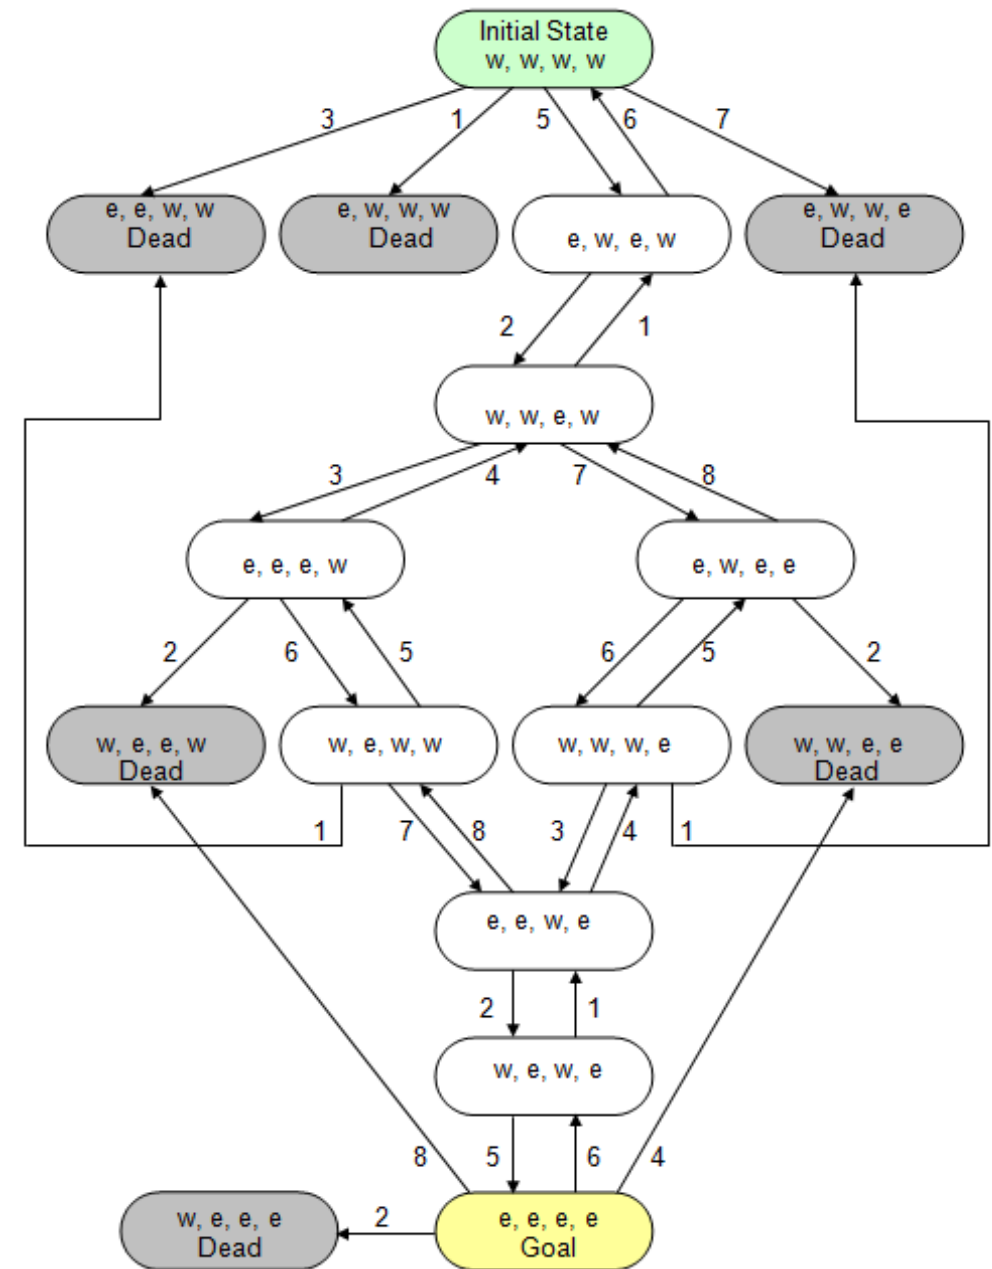 Initial State
w, w, w, w
3
1
5
6
7
e, e, w, w
Dead
e, w, w, w
Dead
e, w, e, w
e, w, w, e
Dead
2
1
w, w, e, w
3
4
7
8
e, e, e, w
e, w, e, e
2
6
5
6
5
2
w, e, e, w
Dead
w, e, w, w
w, w, w, e
w, w, e, e
Dead
1
7
8
3
4
1
e, e, w, e
2
1
w, e, w, e
8
5
6
4
w, e, e, e
Dead
2
e, e, e, e
Goal